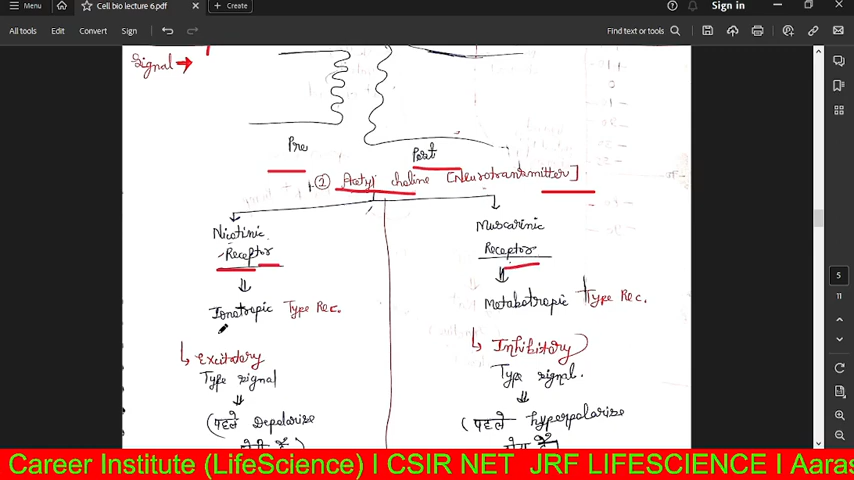 Menu
Cell bio lecture 6.pdf
+ Create
Sign in
All tools Edit Convert Sign
Find text or tools
Signal →
Pre
Post
② Acetyl choline [Neurotransmitter]
Nicotinic
Receptor
Muscarinic
Receptor
Ionotropic Type Rec.
Metabotropic Type Rec.
Excitatory
Type signal
Inhibitory
Type signal.
(पहले Depolarise
(पहले hyperpolarise
5
11
Career Institute (LifeScience) I CSIR NET JRF LIFESCIENCE I Aaras